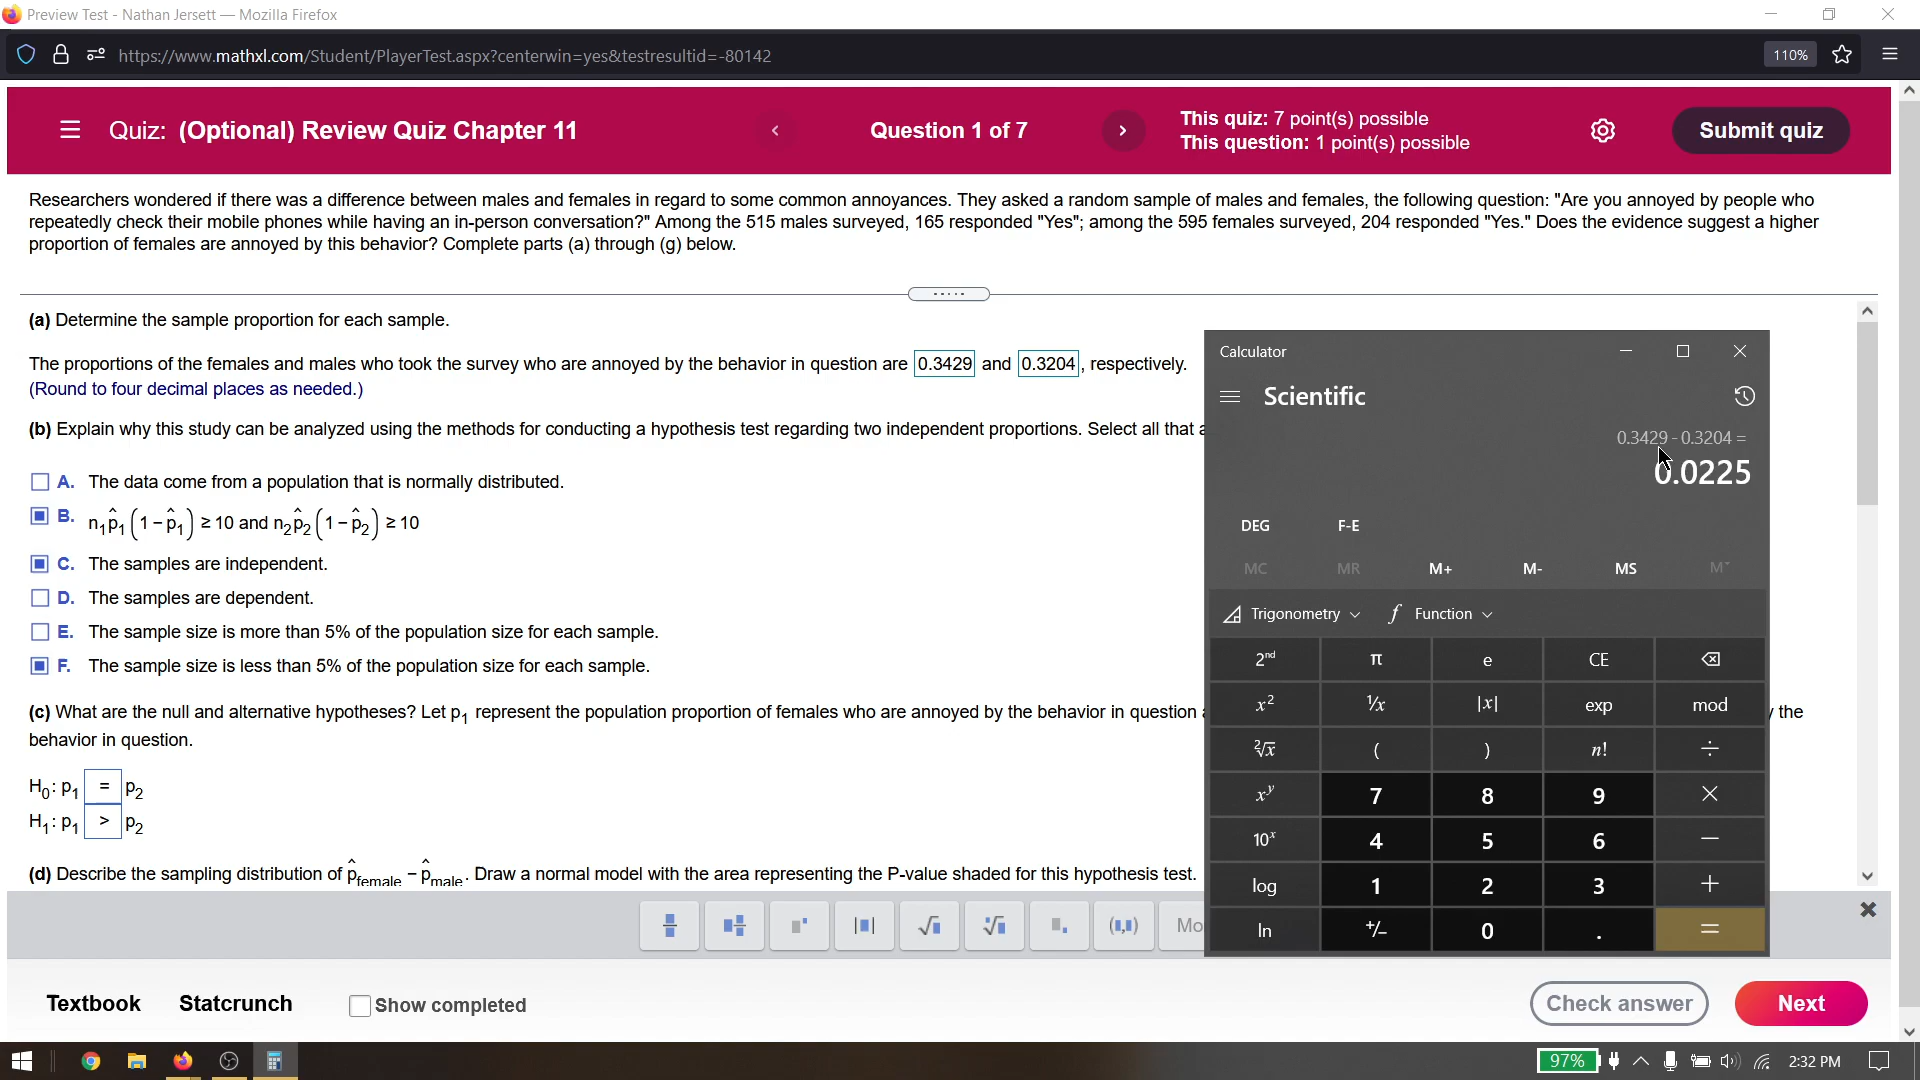 Preview Test - Nathan Jersett — Mozilla Firefox
https://www.mathxl.com/Student/PlayerTest.aspx?centerwin=yes&testresultid=-80142
110%
Quiz: (Optional) Review Quiz Chapter 11
Question 1 of 7
This quiz: 7 point(s) possible
This question: 1 point(s) possible
Submit quiz
Researchers wondered if there was a difference between males and females in regard to some common annoyances. They asked a random sample of males and females, the following question: "Are you annoyed by people who
repeatedly check their mobile phones while having an in-person conversation?" Among the 515 males surveyed, 165 responded "Yes"; among the 595 females surveyed, 204 responded "Yes." Does the evidence suggest a higher
proportion of females are annoyed by this behavior? Complete parts (a) through (g) below.
(a) Determine the sample proportion for each sample.
The proportions of the females and males who took the survey who are annoyed by the behavior in question are 0.3429 and 0.3204, respectively.
(Round to four decimal places as needed.)
(b) Explain why this study can be analyzed using the methods for conducting a hypothesis test regarding two independent proportions. Select all that a
A. The data come from a population that is normally distributed.
B. n₁p̂₁(1 − p̂₁) ≥ 10 and n₂p̂₂(1 − p̂₂) ≥ 10
C. The samples are independent.
D. The samples are dependent.
E. The sample size is more than 5% of the population size for each sample.
F. The sample size is less than 5% of the population size for each sample.
(c) What are the null and alternative hypotheses? Let p₁ represent the population proportion of females who are annoyed by the behavior in question
y the
behavior in question.
H₀: p₁ = p₂
H₁: p₁ > p₂
(d) Describe the sampling distribution of p̂female − p̂male. Draw a normal model with the area representing the P-value shaded for this hypothesis test.
Calculator
Scientific
0.3429 - 0.3204 =
0.0225
DEG F-E
MC MR M+ M- MS M˅
Trigonometry Function
2ⁿᵈ π e CE
x² ¹/x |x| exp mod
²√x ( ) n! ÷
xʸ 7 8 9 ×
10ˣ 4 5 6 −
log 1 2 3 +
ln +/− 0 . =
(,) Mo
Textbook Statcrunch Show completed
Check answer Next
97% 2:32 PM